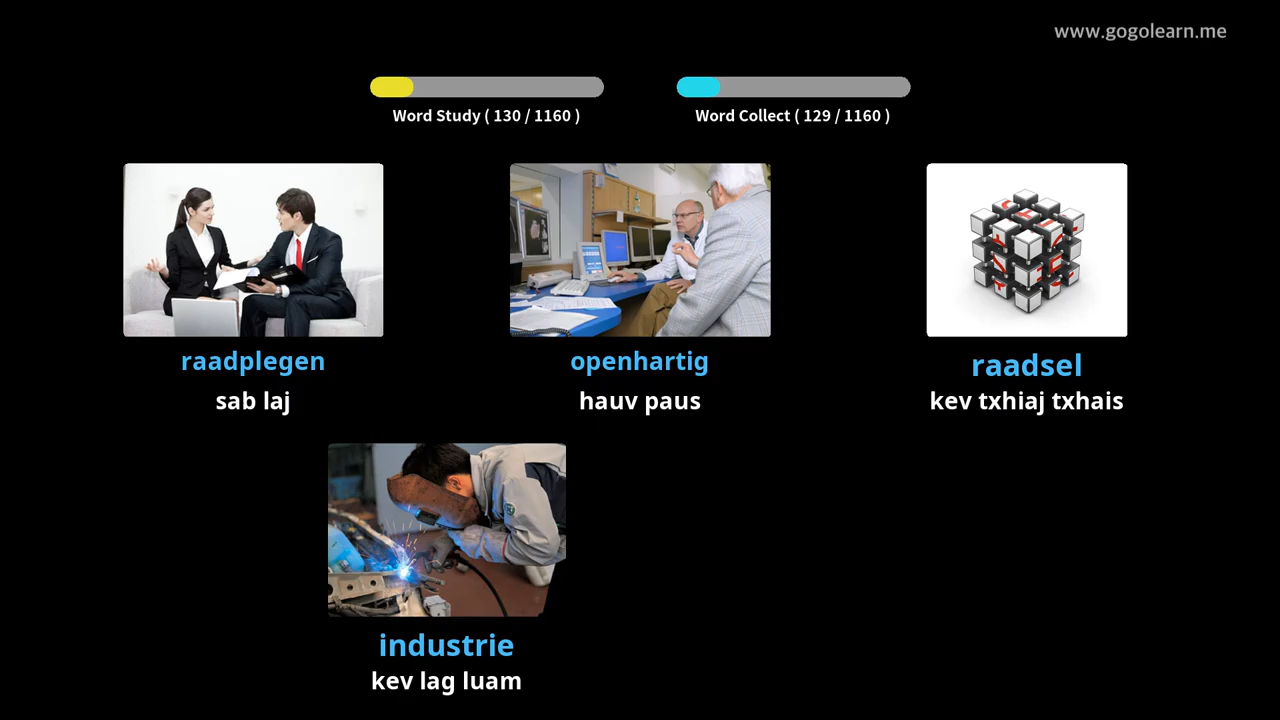 www.gogolearn.me
Word Study ( 130 / 1160 )
Word Collect ( 129 / 1160 )
raadplegen
sab laj
openhartig
hauv paus
raadsel
kev txhiaj txhais
industrie
kev lag luam